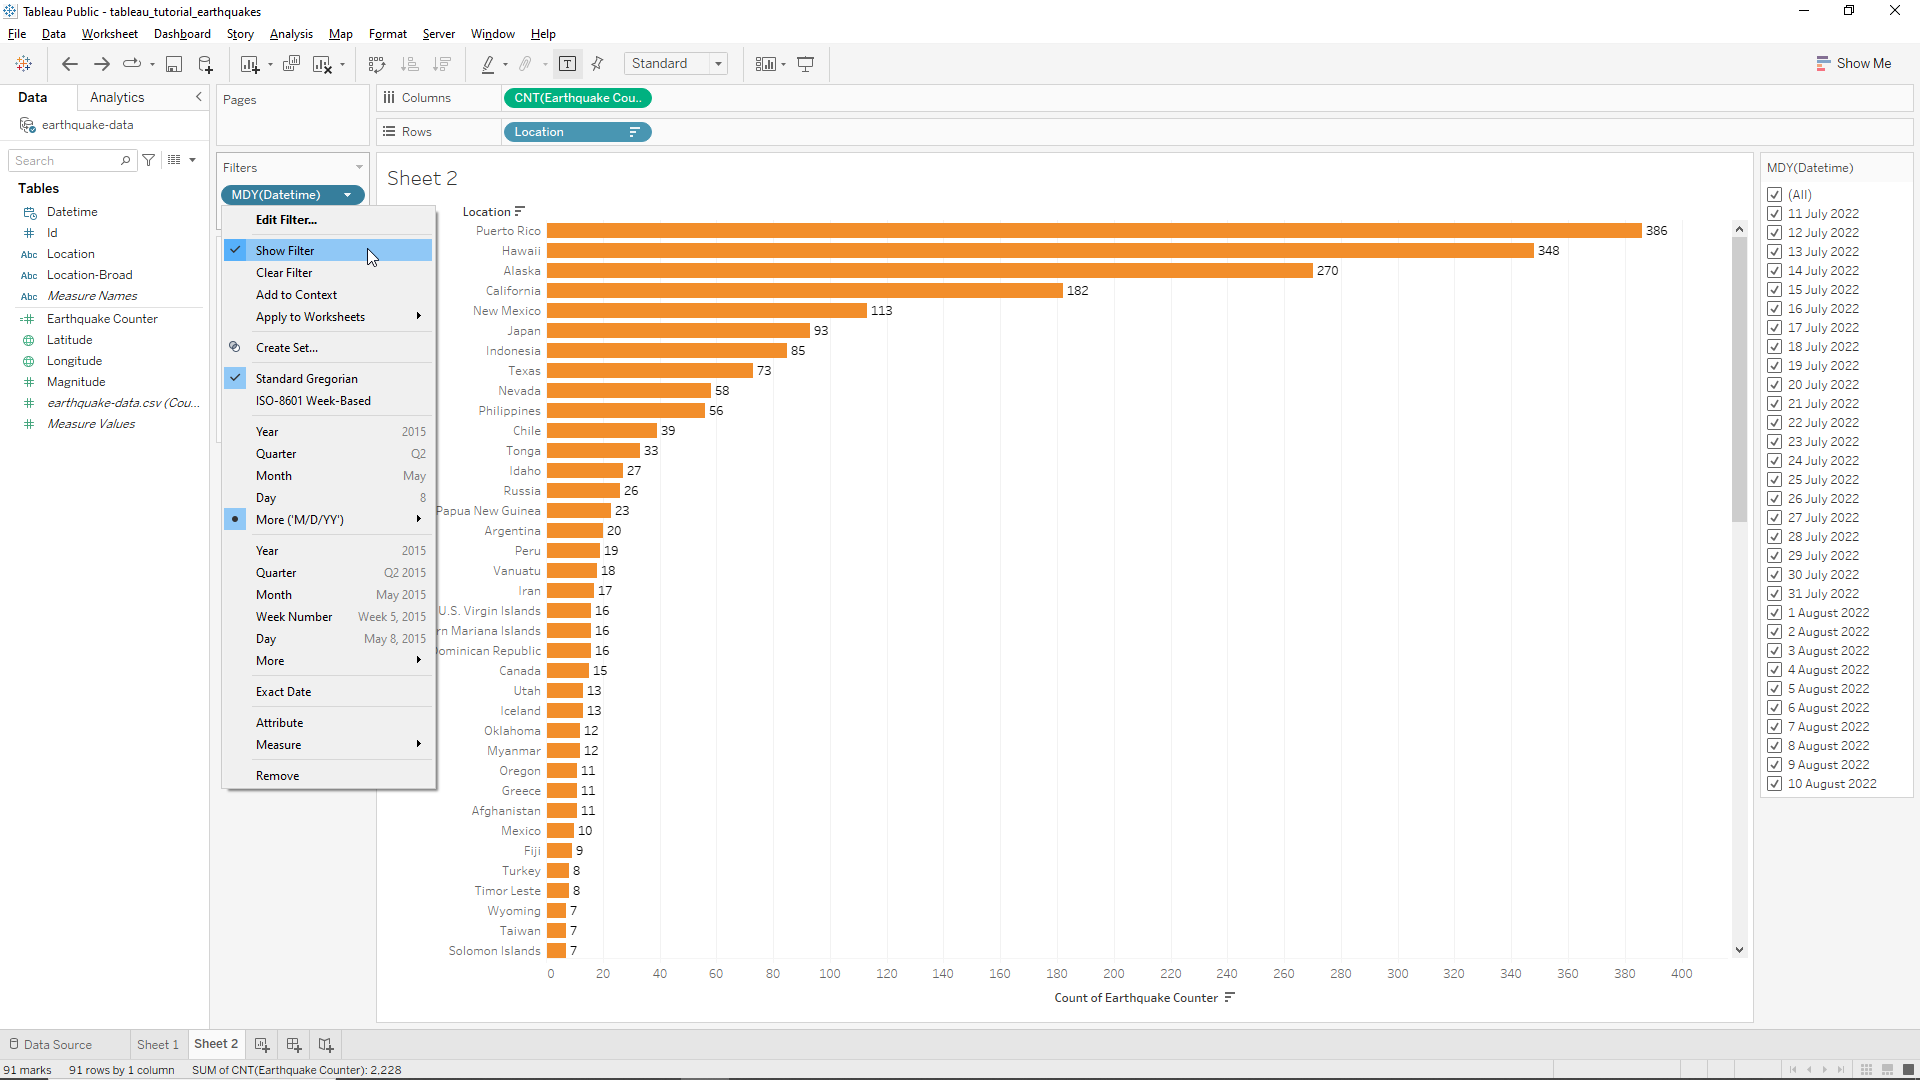 Tableau Public - tableau_tutorial_earthquakes
File Data Worksheet Dashboard Story Analysis Map Format Server Window Help
Standard
Show Me
Data
Analytics
earthquake-data
Search
Tables
Datetime
Id
Abc Location
Abc Location-Broad
Abc Measure Names
Earthquake Counter
Latitude
Longitude
Magnitude
earthquake-data.csv (Cou...
Measure Values
Pages
Filters
MDY(Datetime)
Edit Filter...
Show Filter
Clear Filter
Add to Context
Apply to Worksheets
Create Set...
Standard Gregorian
ISO-8601 Week-Based
Year 2015
Quarter Q2
Month May
Day 8
More ('M/D/YY')
Year 2015
Quarter Q2 2015
Month May 2015
Week Number Week 5, 2015
Day May 8, 2015
More
Exact Date
Attribute
Measure
Remove
Columns
CNT(Earthquake Cou..
Rows
Location
Sheet 2
Location
Puerto Rico 386
Hawaii 348
Alaska 270
California 182
New Mexico 113
Japan 93
Indonesia 85
Texas 73
Nevada 58
Philippines 56
Chile 39
Tonga 33
Idaho 27
Russia 26
Papua New Guinea 23
Argentina 20
Peru 19
Vanuatu 18
Iran 17
U.S. Virgin Islands 16
rn Mariana Islands 16
ominican Republic 16
Canada 15
Utah 13
Iceland 13
Oklahoma 12
Myanmar 12
Oregon 11
Greece 11
Afghanistan 11
Mexico 10
Fiji 9
Turkey 8
Timor Leste 8
Wyoming 7
Taiwan 7
Solomon Islands 7
0 20 40 60 80 100 120 140 160 180 200 220 240 260 280 300 320 340 360 380 400
Count of Earthquake Counter
MDY(Datetime)
(All)
11 July 2022
12 July 2022
13 July 2022
14 July 2022
15 July 2022
16 July 2022
17 July 2022
18 July 2022
19 July 2022
20 July 2022
21 July 2022
22 July 2022
23 July 2022
24 July 2022
25 July 2022
26 July 2022
27 July 2022
28 July 2022
29 July 2022
30 July 2022
31 July 2022
1 August 2022
2 August 2022
3 August 2022
4 August 2022
5 August 2022
6 August 2022
7 August 2022
8 August 2022
9 August 2022
10 August 2022
Data Source
Sheet 1
Sheet 2
91 marks 91 rows by 1 column SUM of CNT(Earthquake Counter): 2,228